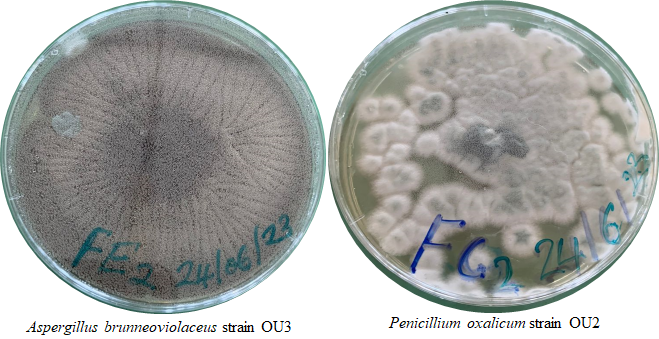 FE2 24/06/23
FG2 24/6/23
Aspergillus brunneoviolaceus strain OU3
Penicillium oxalicum strain OU2